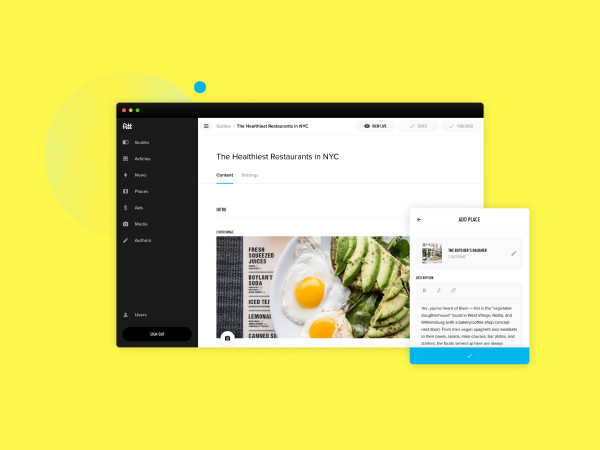 Guides / The Healthiest Restaurants in NYC
VIEW LIVE
SAVED
PUBLISHED
Guides
Articles
News
Places
Ads
Media
Authors
Users
SIGN OUT
The Healthiest Restaurants in NYC
Content
Settings
INTRO
COVER IMAGE
FRESH
SQUEEZED
JUICES
BOYLAN'S
SODA
ICED TEA
LEMONAD
CANNED SO
ADD PLACE
THE BUTCHER'S DAUGHTER
2 LOCATIONS
DESCRIPTION
B
I
Yes, you've heard of them — this is the "vegetable
slaughterhouse" found in West Village, Nolita, and
Williamsburg (with a bakery/coffee shop concept
next door). From their vegan spaghetti and meatballs
to their bowls, salads, main courses, bar plates, and
starters, the foods served up here are always